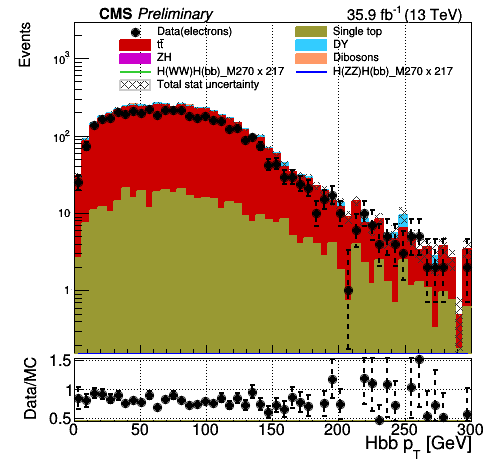 CMS Preliminary 35.9 fb⁻¹ (13 TeV)
Data(electrons) Single top
tt̄ DY
ZH Dibosons
H(WW)H(bb)_M270 x 217 H(ZZ)H(bb)_M270 x 217
Total stat uncertainty
Events
10³
10²
10
1
Data/MC
1.5
1
0.5
0 50 100 150 200 250 300
Hbb p_T [GeV]